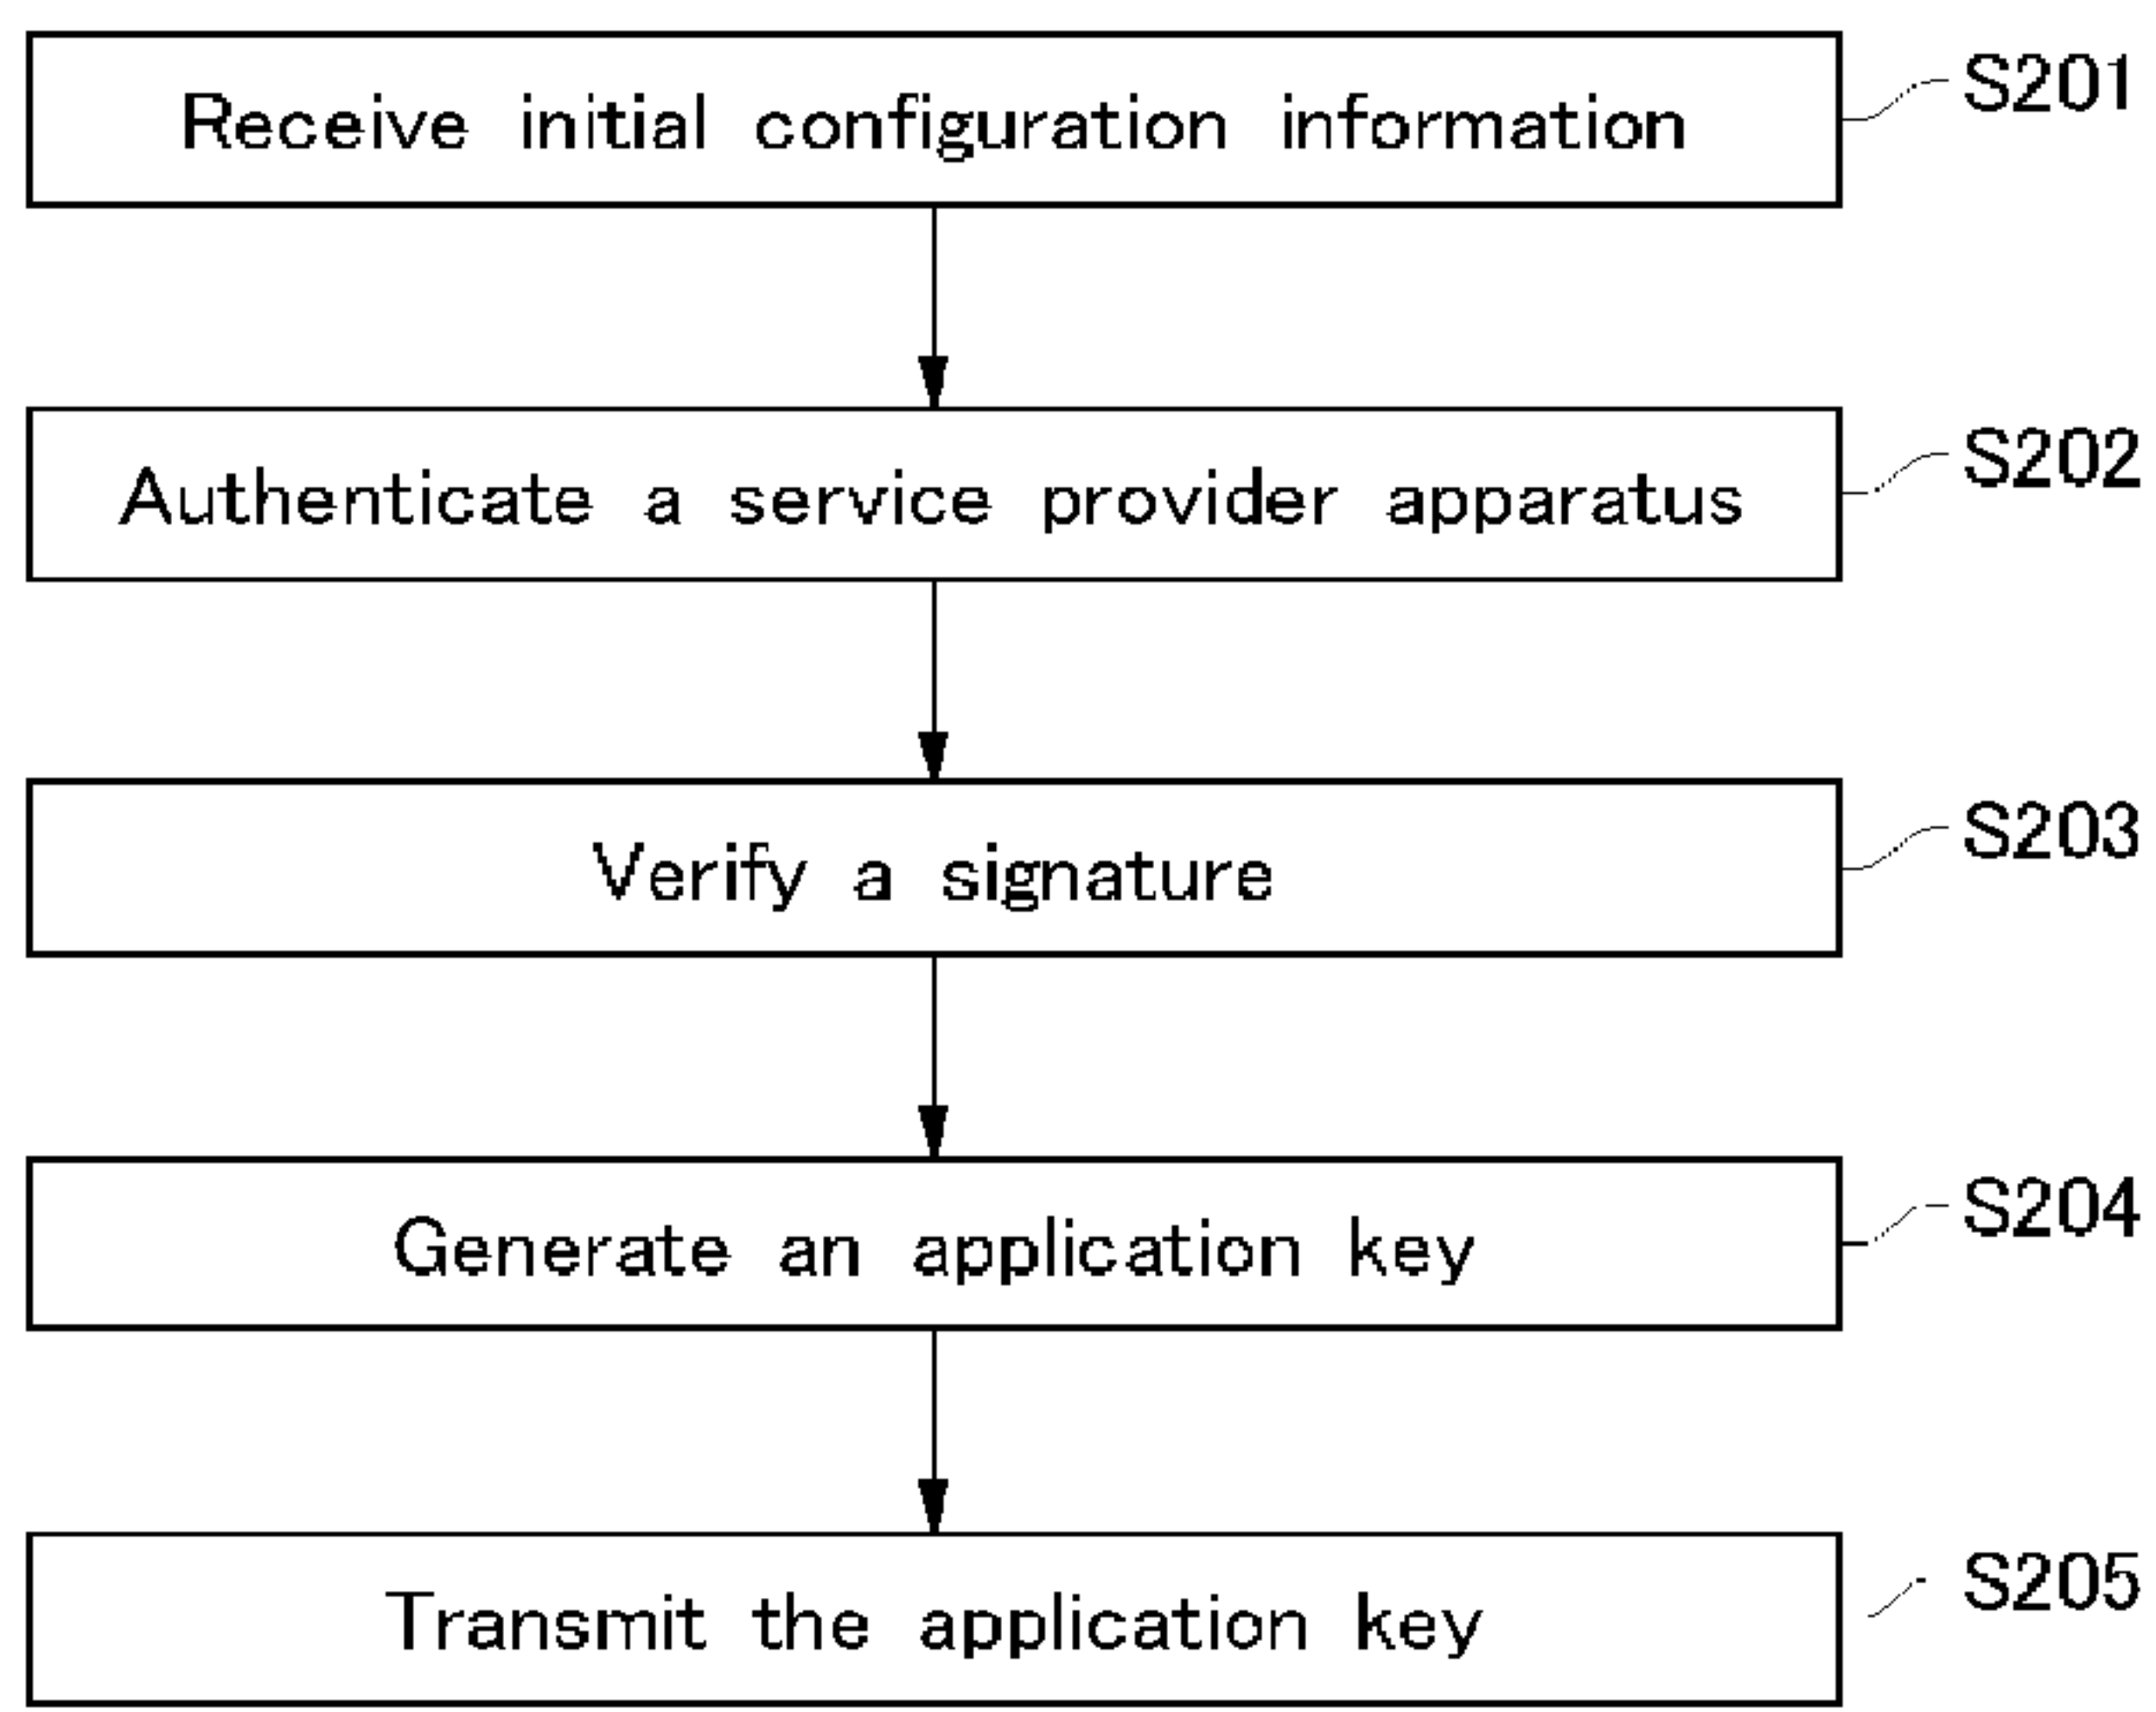 Receive initial configuration information S201
Authenticate a service provider apparatus S202
Verify a signature S203
Generate an application key S204
Transmit the application key S205